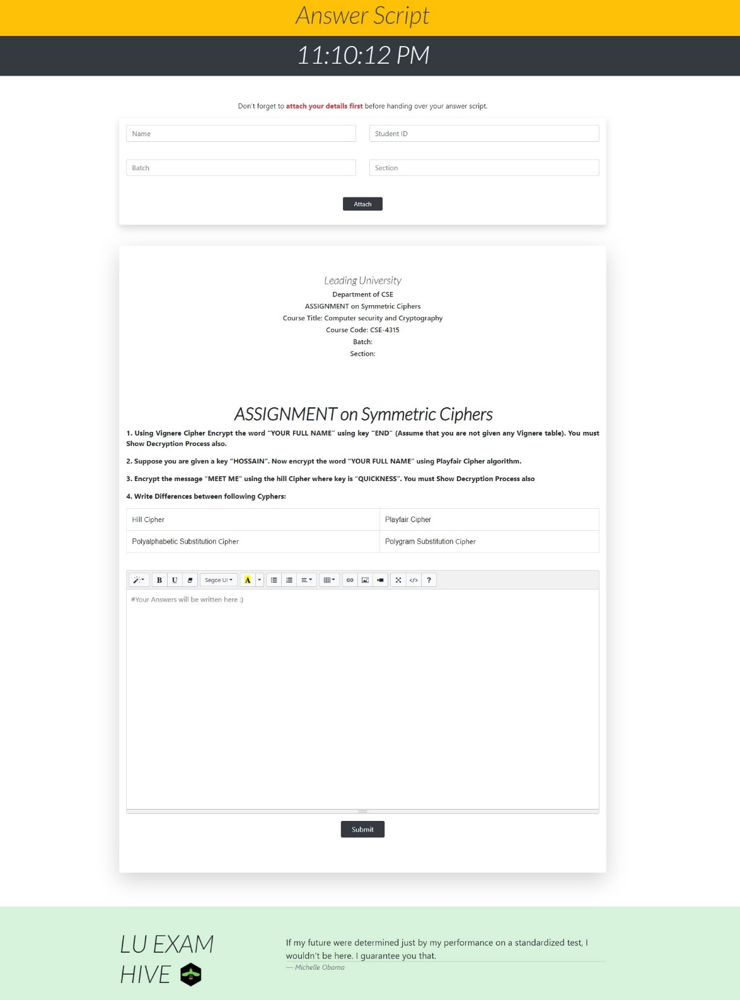 Answer Script
11:10:12 PM
Don't forget to attach your details first before handing over your answer script.
Name
Student ID
Batch
Section
Attach
Leading University
Department of CSE
ASSIGNMENT on Symmetric Ciphers
Course Title: Computer security and Cryptography
Course Code: CSE-4315
Batch:
Section:
ASSIGNMENT on Symmetric Ciphers
1. Using Vignere Cipher Encrypt the word “YOUR FULL NAME” using key “END” (Assume that you are not given any Vignere table). You must
Show Decryption Process also.
2. Suppose you are given a key “HOSSAIN”. Now encrypt the word “YOUR FULL NAME” using Playfair Cipher algorithm.
3. Encrypt the message “MEET ME” using the hill Cipher where key is “QUICKNESS”. You must Show Decryption Process also
4. Write Differences between following Cyphers:
Hill Cipher
Playfair Cipher
Polyalphabetic Substitution Cipher
Polygram Substitution Cipher
B U Segoe UI A </> ?
#Your Answers will be written here :)
Submit
LU EXAM
HIVE
If my future were determined just by my performance on a standardized test, I
wouldn't be here. I guarantee you that.
— Michelle Obama